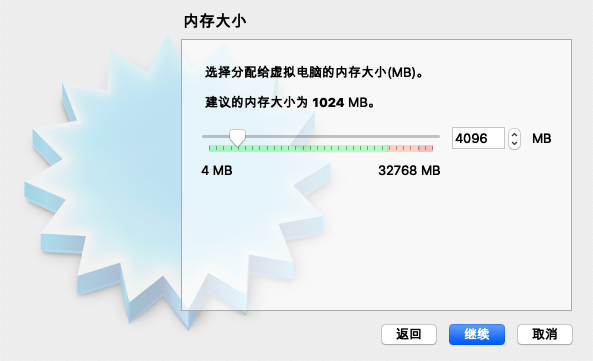 内存大小
选择分配给虚拟电脑的内存大小(MB)。
建议的内存大小为 1024 MB。
4096 MB
4 MB 32768 MB
返回 继续 取消